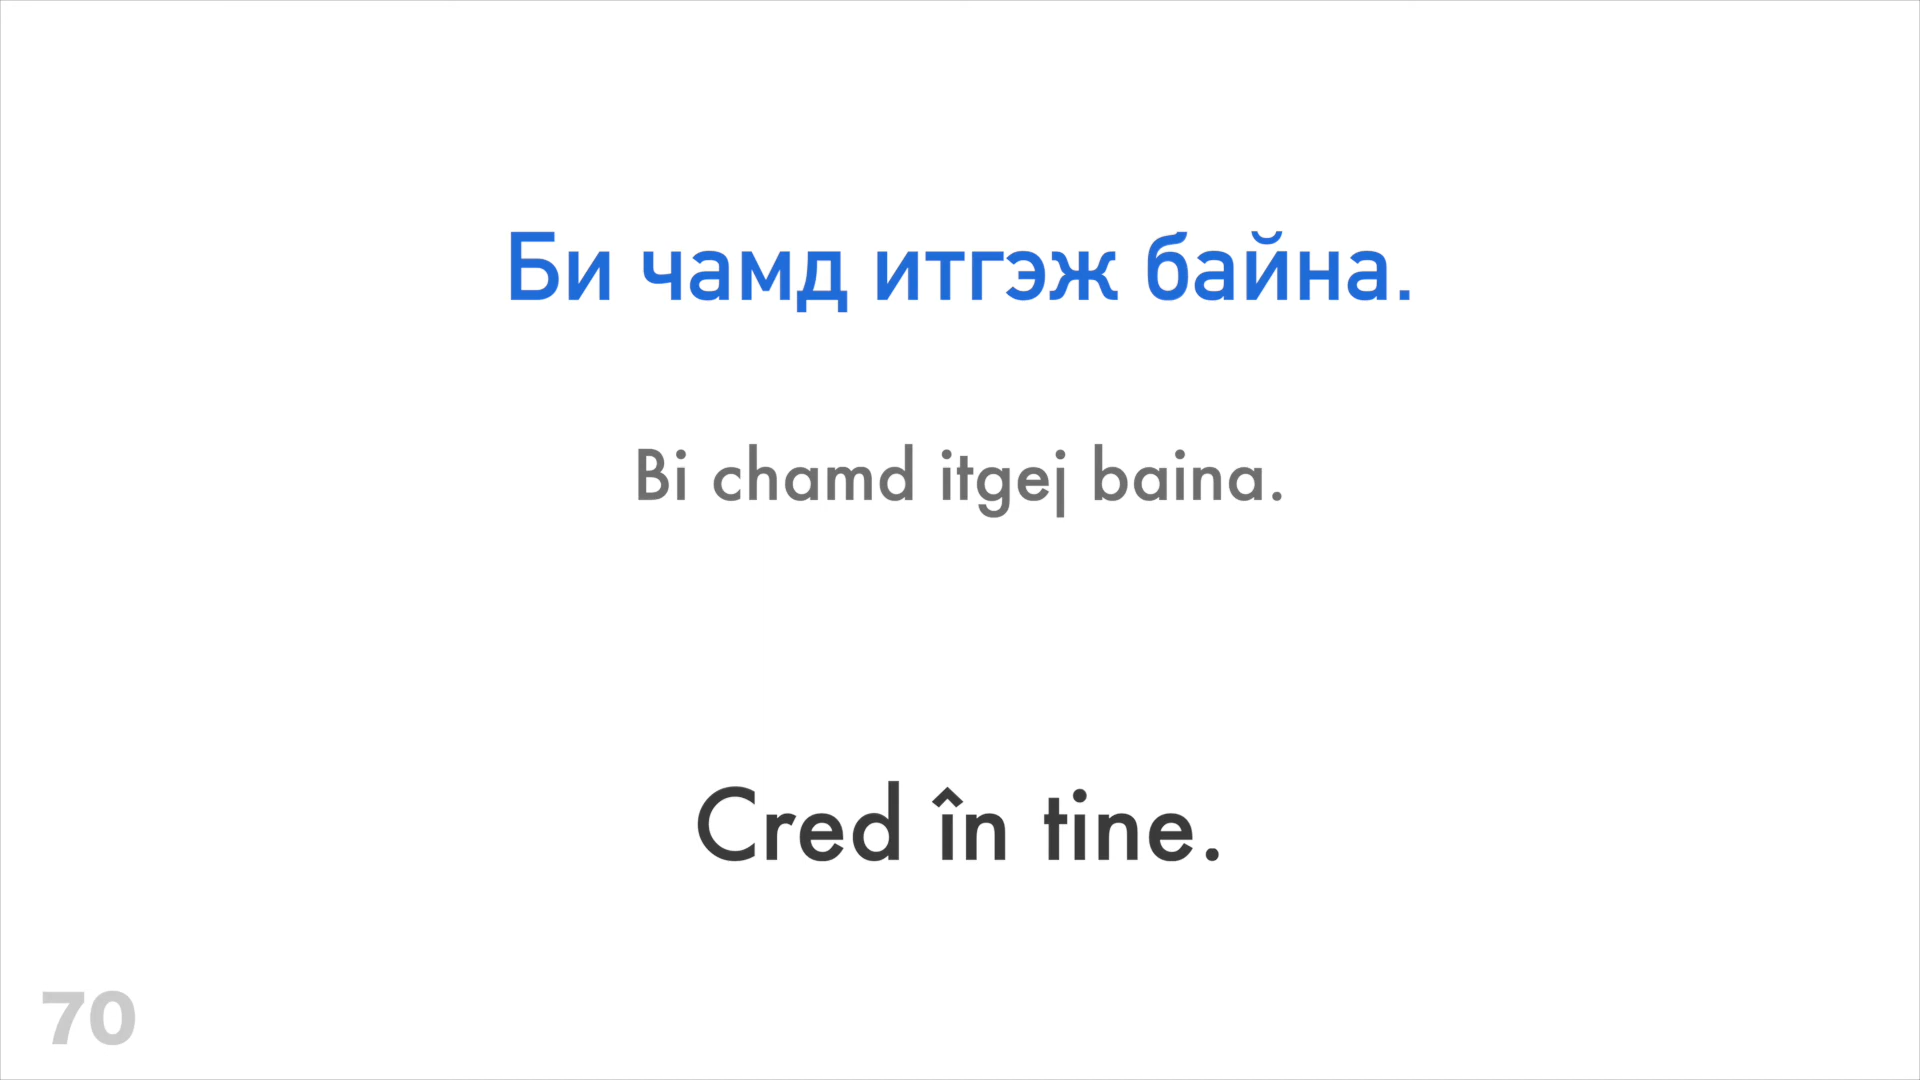 Би чамд итгэж байна.
Bi chamd itgej baina.
Cred în tine.
70